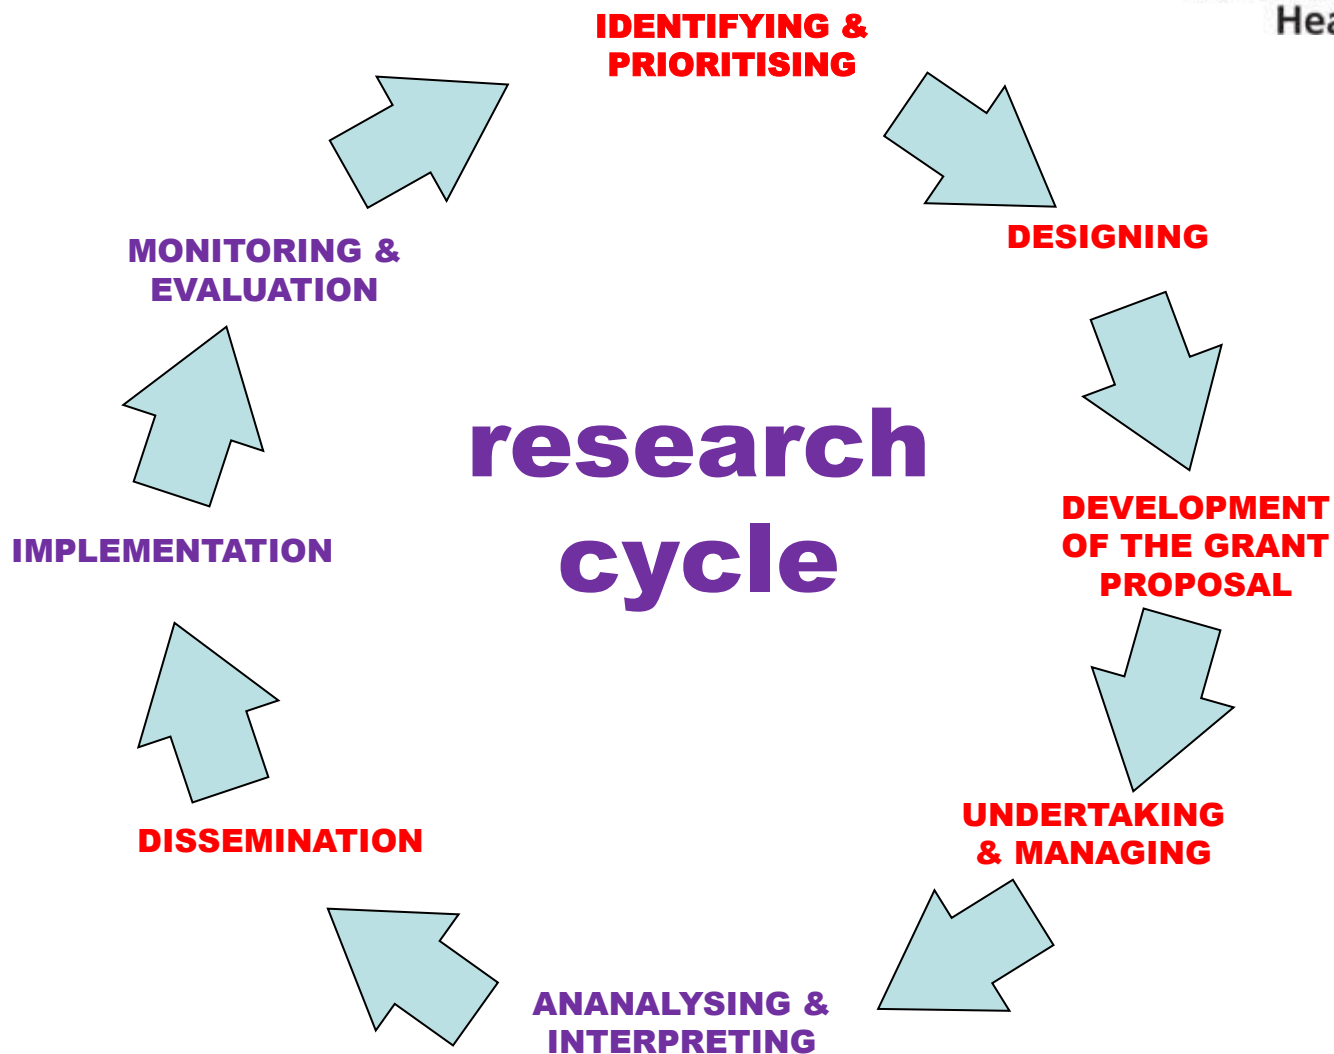 IDENTIFYING &
PRIORITISING
DESIGNING
DEVELOPMENT
OF THE GRANT
PROPOSAL
UNDERTAKING
& MANAGING
ANANALYSING &
INTERPRETING
DISSEMINATION
IMPLEMENTATION
MONITORING &
EVALUATION
research
cycle